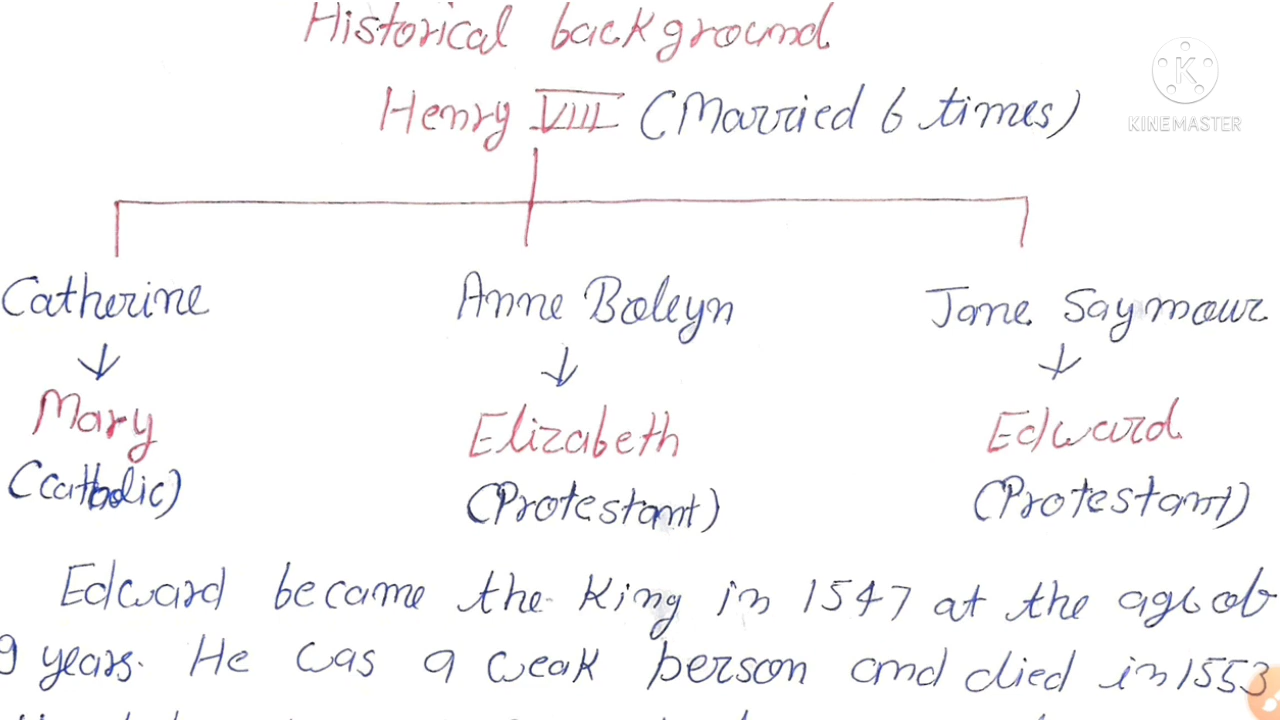 Historical background
Henry VIII (Married 6 times)
KINEMASTER
Catherine Anne Boleyn Jane Saymour
Mary Elizabeth Edward
(Catholic) (Protestant) (Protestant)
Edward became the King in 1547 at the age of
9 years. He was a weak person and died in 1553